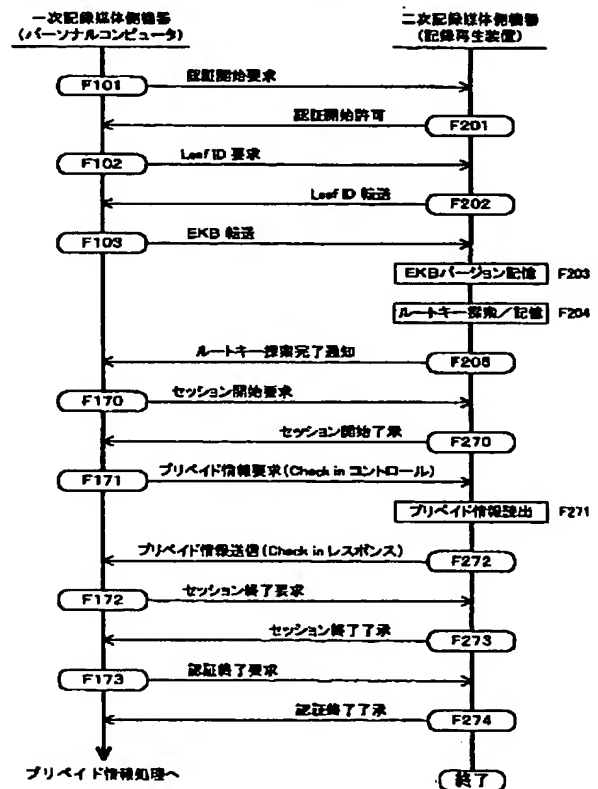 一次記録媒体側機器
(パーソナルコンピュータ)
二次記録媒体側機器
(記録再生装置)
F101
認証開始要求
認証開始許可
F201
F102
Leaf ID 要求
Leaf ID 転送
F202
F103
EKB 転送
EKBバージョン記憶
F203
ルートキー探索/記憶
F204
ルートキー探索完了通知
F205
F170
セッション開始要求
セッション開始了承
F270
F171
プリペイド情報要求(Check in コントロール)
プリペイド情報読出
F271
プリペイド情報送信(Check in レスポンス)
F272
F172
セッション終了要求
セッション終了了承
F273
F173
認証終了要求
認証終了了承
F274
プリペイド情報処理へ
終了